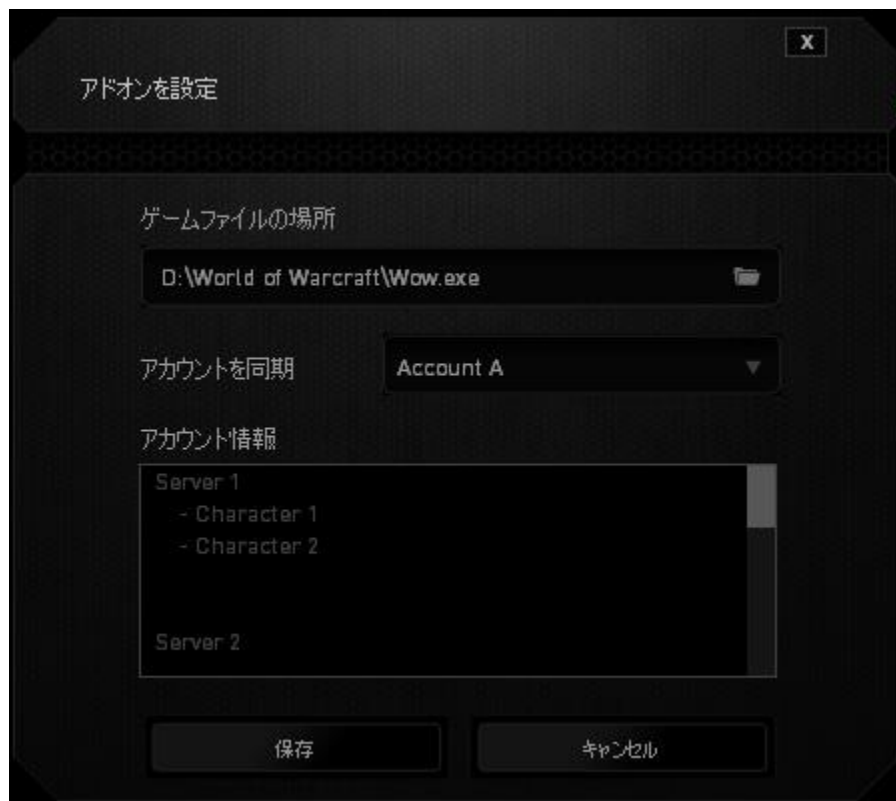 X
アドオンを設定
ゲームファイルの場所
D:\World of Warcraft\Wow.exe
アカウントを同期 Account A
アカウント情報
Server 1
- Character 1
- Character 2
Server 2
保存 キャンセル